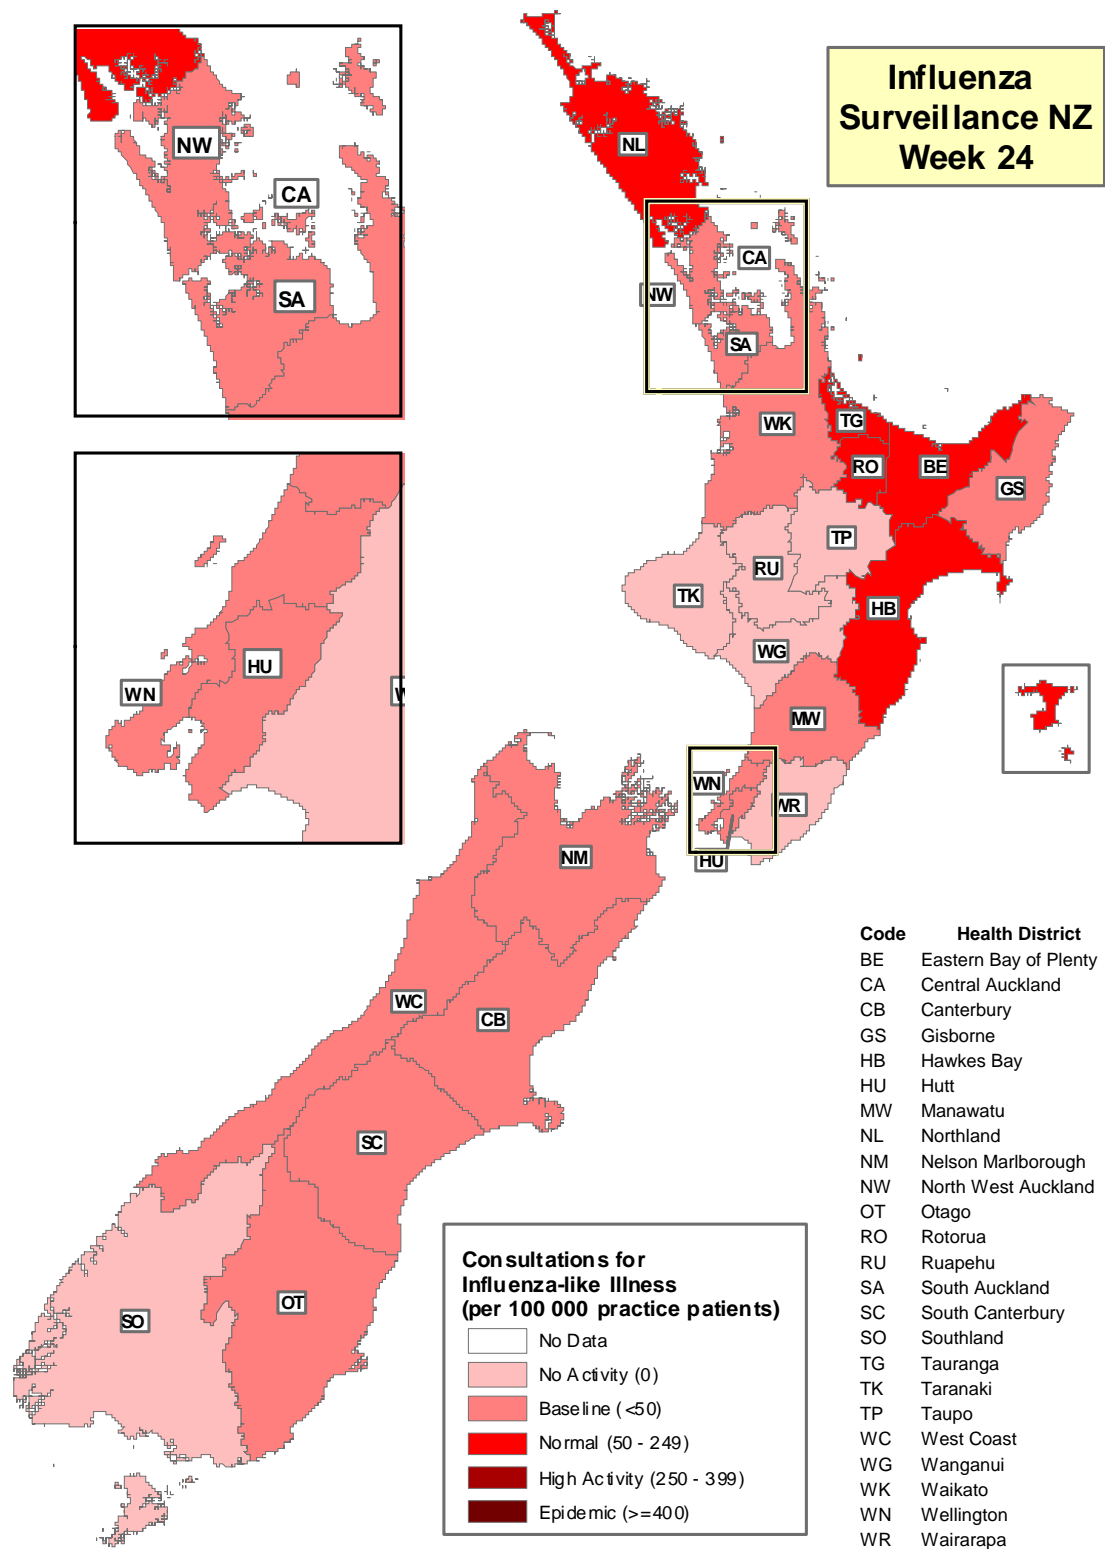 Influenza
Surveillance NZ
Week 24
NW
CA
SA
HU
WN
W
NL
CA
NW
SA
WK
TG
RO
BE
GS
TP
RU
TK
HB
WG
MW
WN
WR
HU
NM
WC
CB
SC
OT
SO
Consultations for
Influenza-like Illness
(per 100 000 practice patients)
No Data
No Activity (0)
Baseline (<50)
Normal (50 - 249)
High Activity (250 - 399)
Epidemic (>=400)
Code Health District
BE Eastern Bay of Plenty
CA Central Auckland
CB Canterbury
GS Gisborne
HB Hawkes Bay
HU Hutt
MW Manawatu
NL Northland
NM Nelson Marlborough
NW North West Auckland
OT Otago
RO Rotorua
RU Ruapehu
SA South Auckland
SC South Canterbury
SO Southland
TG Tauranga
TK Taranaki
TP Taupo
WC West Coast
WG Wanganui
WK Waikato
WN Wellington
WR Wairarapa